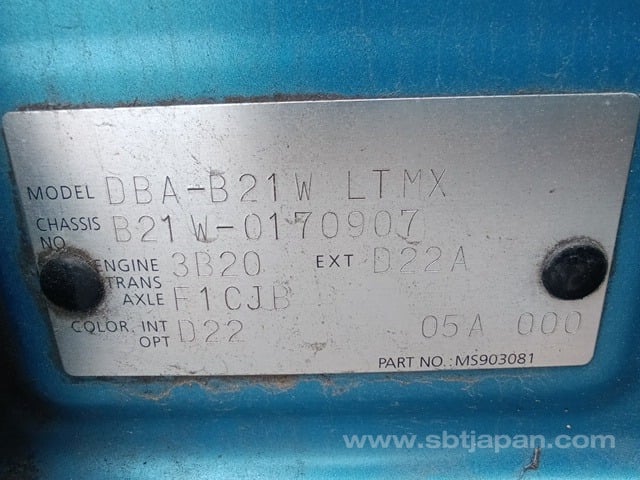 MODEL DBA-B21W LTMX
CHASSIS NO. B21W-0170907
ENGINE 3B20 EXT D22A
TRANS AXLE F1CJB
COLOR. INT OPT D22 05A 000
PART NO.: MS903081
www.sbtjapan.com